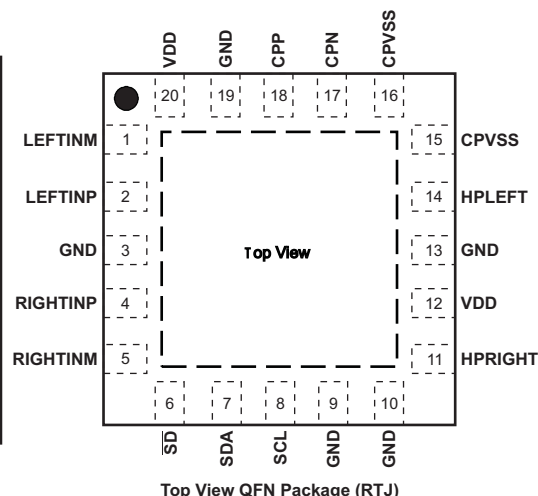 VDD
GND
CPP
CPN
CPVSS
20
19
18
17
16
LEFTINM 1
15 CPVSS
LEFTINP 2
14 HPLEFT
GND 3
Top View
13 GND
RIGHTINP 4
12 VDD
RIGHTINM 5
11 HPRIGHT
6
7
8
9
10
SD
SDA
SCL
GND
GND
Top View QFN Package (RTJ)